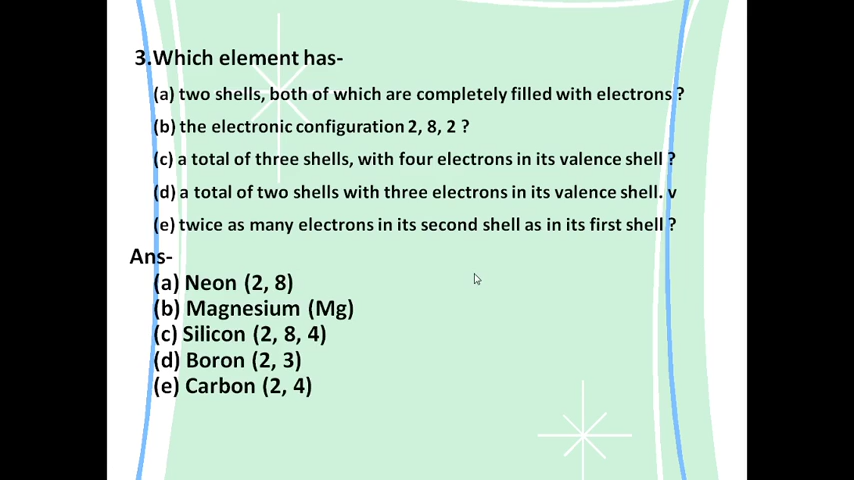 3.Which element has-
(a) two shells, both of which are completely filled with electrons ?
(b) the electronic configuration 2, 8, 2 ?
(c) a total of three shells, with four electrons in its valence shell ?
(d) a total of two shells with three electrons in its valence shell. v
(e) twice as many electrons in its second shell as in its first shell ?
Ans-
(a) Neon (2, 8)
(b) Magnesium (Mg)
(c) Silicon (2, 8, 4)
(d) Boron (2, 3)
(e) Carbon (2, 4)